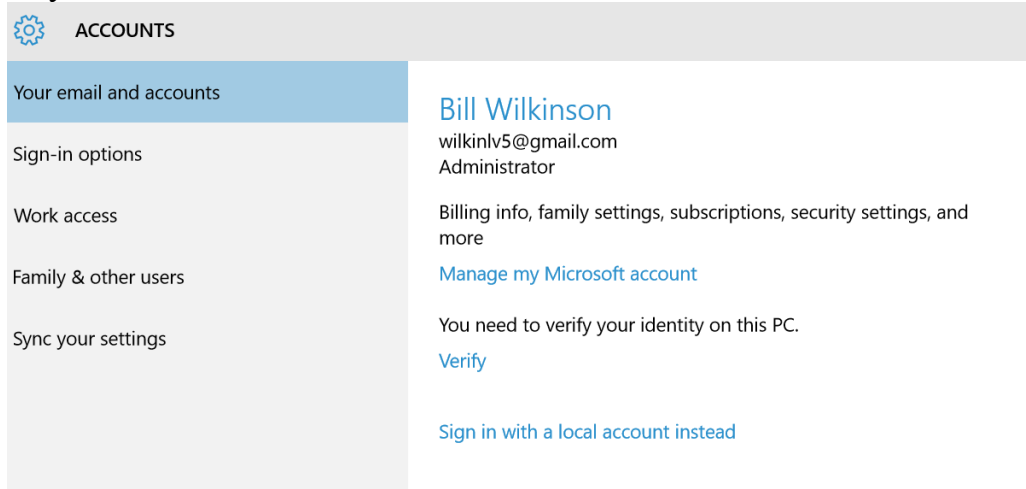 ACCOUNTS
Your email and accounts
Sign-in options
Work access
Family & other users
Sync your settings
Bill Wilkinson
wilkinlv5@gmail.com
Administrator
Billing info, family settings, subscriptions, security settings, and
more
Manage my Microsoft account
You need to verify your identity on this PC.
Verify
Sign in with a local account instead